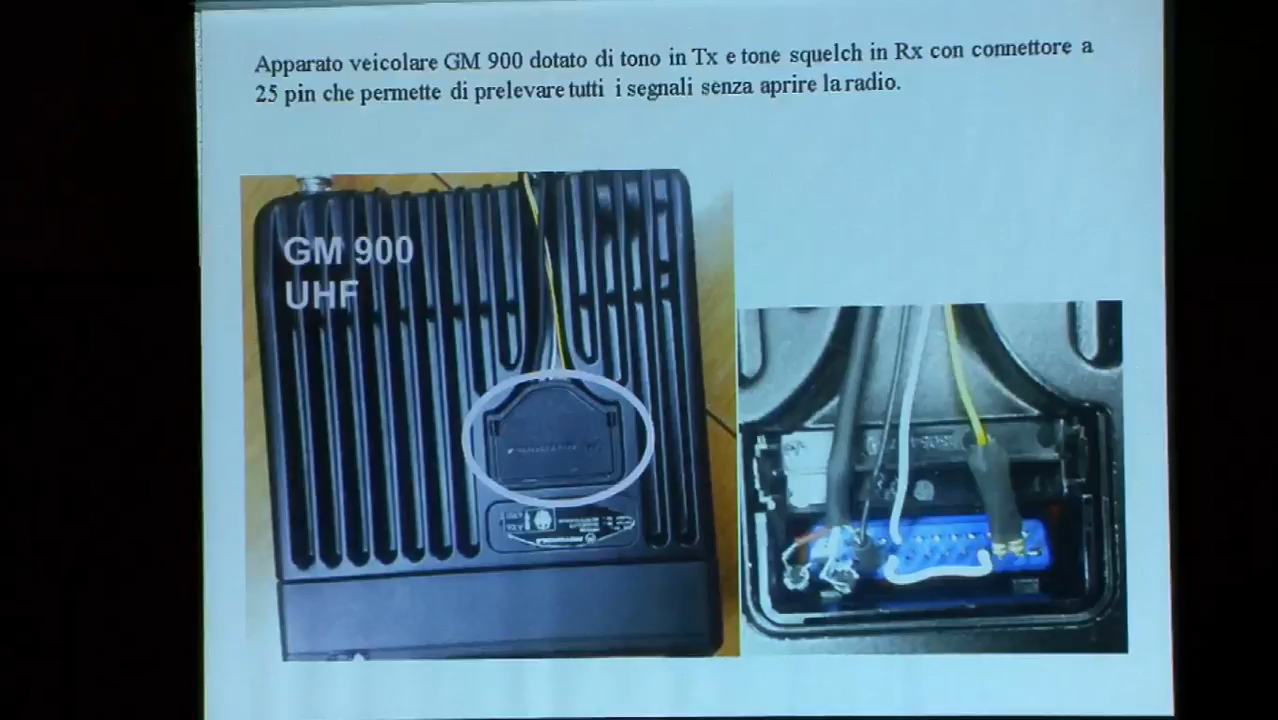 Apparato veicolare GM 900 dotato di tono in Tx e tone squelch in Rx con connettore a
25 pin che permette di prelevare tutti i segnali senza aprire la radio.
GM 900
UHF